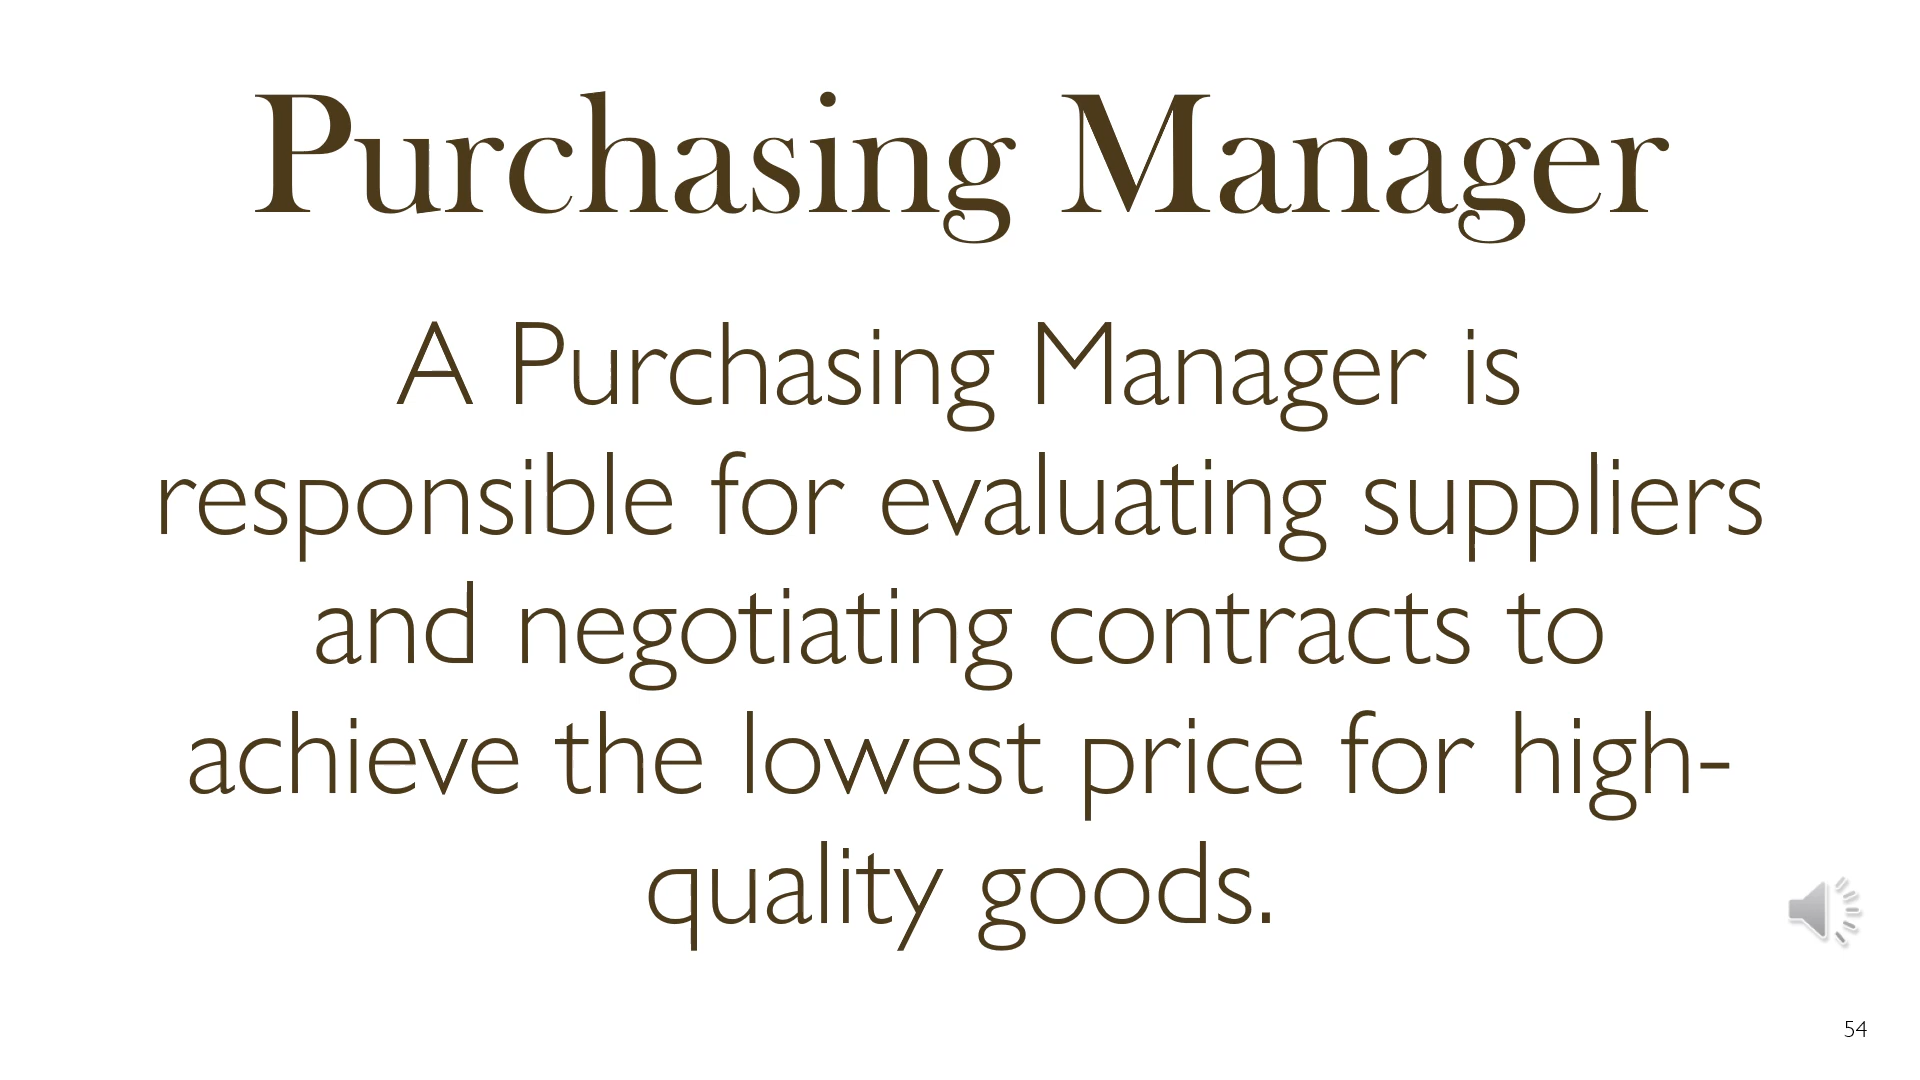 Purchasing Manager
A Purchasing Manager is
responsible for evaluating suppliers
and negotiating contracts to
achieve the lowest price for high-
quality goods.
54